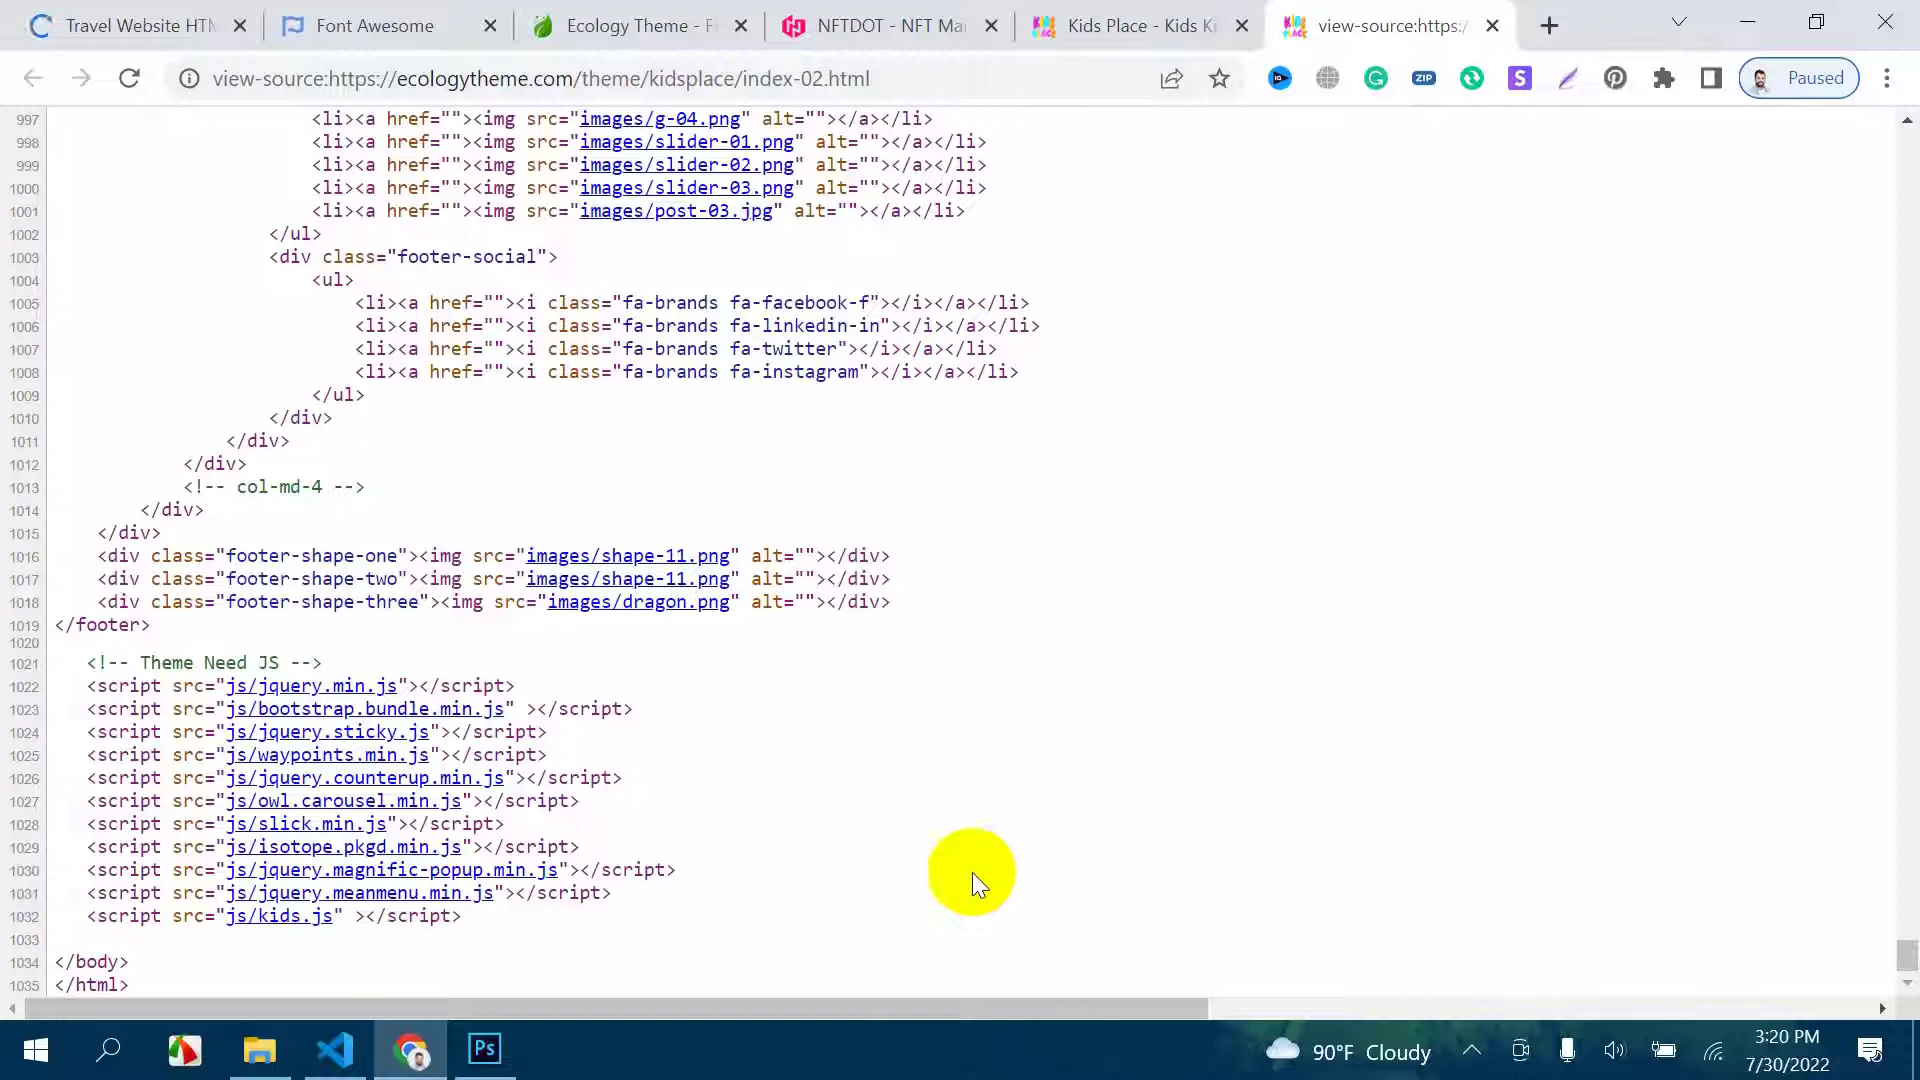 Travel Website HTM
Font Awesome
Ecology Theme - F
NFTDOT - NFT Ma
Kids Place - Kids Ki
view-source:https:/
view-source:https://ecologytheme.com/theme/kidsplace/index-02.html
ZIP
S
Paused
997 <li><a href=""><img src="images/g-04.png" alt=""></a></li>
998 <li><a href=""><img src="images/slider-01.png" alt=""></a></li>
999 <li><a href=""><img src="images/slider-02.png" alt=""></a></li>
1000 <li><a href=""><img src="images/slider-03.png" alt=""></a></li>
1001 <li><a href=""><img src="images/post-03.jpg" alt=""></a></li>
1002 </ul>
1003 <div class="footer-social">
1004 <ul>
1005 <li><a href=""><i class="fa-brands fa-facebook-f"></i></a></li>
1006 <li><a href=""><i class="fa-brands fa-linkedin-in"></i></a></li>
1007 <li><a href=""><i class="fa-brands fa-twitter"></i></a></li>
1008 <li><a href=""><i class="fa-brands fa-instagram"></i></a></li>
1009 </ul>
1010 </div>
1011 </div>
1012 </div>
1013 <!-- col-md-4 -->
1014 </div>
1015 </div>
1016 <div class="footer-shape-one"><img src="images/shape-11.png" alt=""></div>
1017 <div class="footer-shape-two"><img src="images/shape-11.png" alt=""></div>
1018 <div class="footer-shape-three"><img src="images/dragon.png" alt=""></div>
1019 </footer>
1020
1021 <!-- Theme Need JS -->
1022 <script src="js/jquery.min.js"></script>
1023 <script src="js/bootstrap.bundle.min.js" ></script>
1024 <script src="js/jquery.sticky.js"></script>
1025 <script src="js/waypoints.min.js"></script>
1026 <script src="js/jquery.counterup.min.js"></script>
1027 <script src="js/owl.carousel.min.js"></script>
1028 <script src="js/slick.min.js"></script>
1029 <script src="js/isotope.pkgd.min.js"></script>
1030 <script src="js/jquery.magnific-popup.min.js"></script>
1031 <script src="js/jquery.meanmenu.min.js"></script>
1032 <script src="js/kids.js" ></script>
1033
1034 </body>
1035 </html>
Ps
90°F Cloudy
3:20 PM
7/30/2022